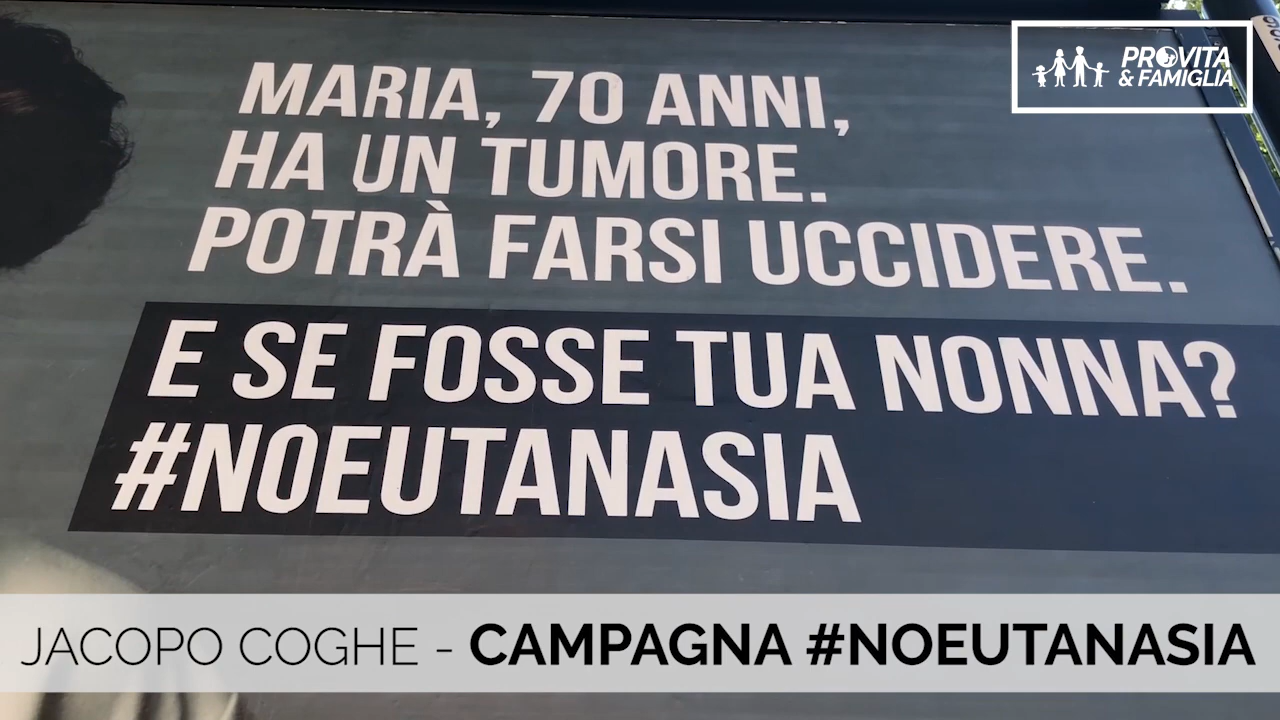 PROVITA
& FAMIGLIA
MARIA, 70 ANNI,
HA UN TUMORE.
POTRÀ FARSI UCCIDERE.
E SE FOSSE TUA NONNA?
#NOEUTANASIA
JACOPO COGHE - CAMPAGNA #NOEUTANASIA